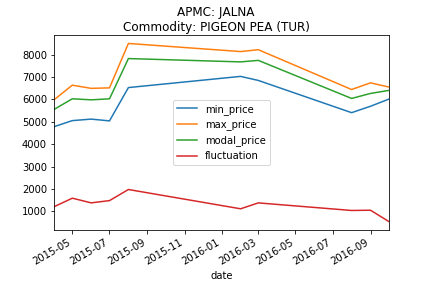 APMC: JALNA
Commodity: PIGEON PEA (TUR)
8000
7000
6000
5000
4000
3000
2000
1000
min_price
max_price
modal_price
fluctuation
2015-05
2015-07
2015-09
2015-11
2016-01
2016-03
2016-05
2016-07
2016-09
date